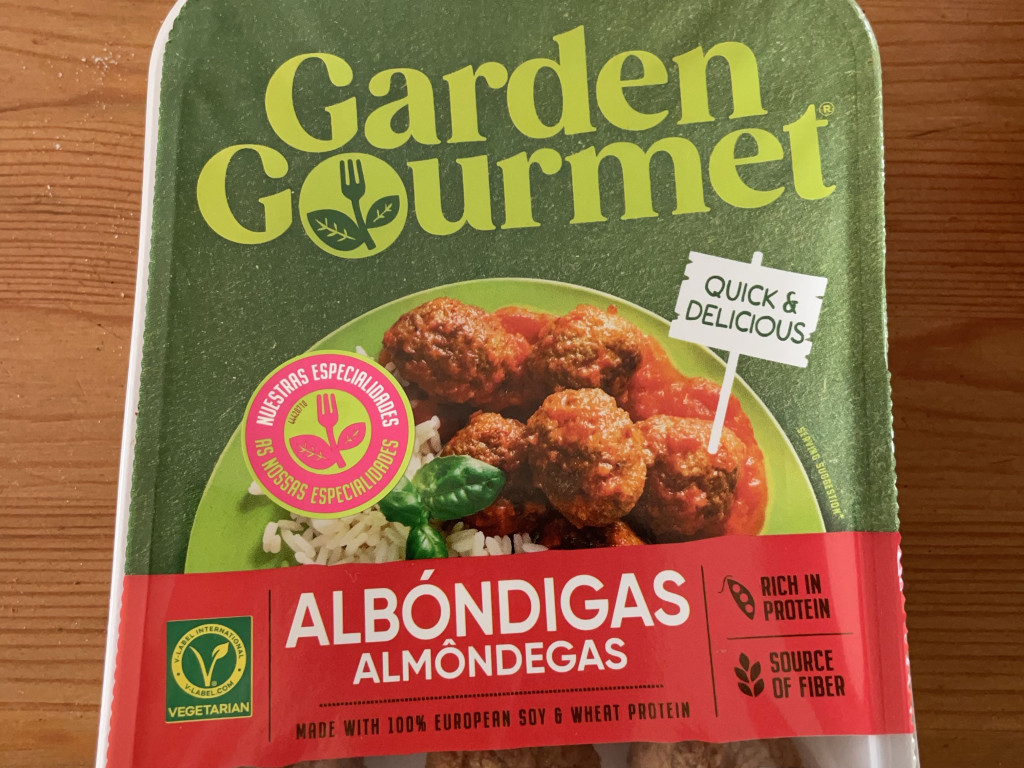 Garden
Gourmet®
QUICK &
DELICIOUS
NUESTRAS ESPECIALIDADES
AS NOSSAS ESPECIALIDADES
SERVING SUGGESTION
ALBÓNDIGAS
ALMÔNDEGAS
MADE WITH 100% EUROPEAN SOY & WHEAT PROTEIN
V-LABEL INTERNATIONAL
V-LABEL.COM
VEGETARIAN
RICH IN
PROTEIN
SOURCE
OF FIBER